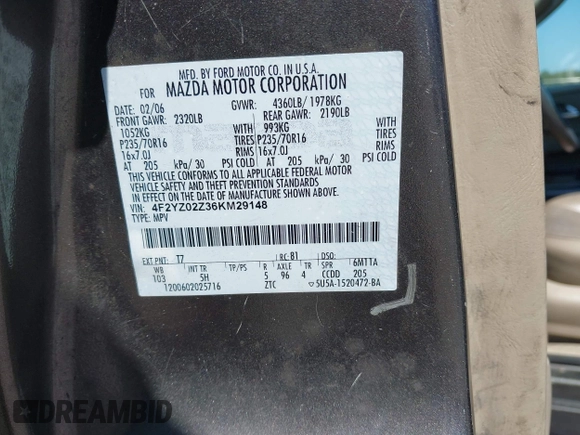 MFD. BY FORD MOTOR CO. IN U.S.A.
FOR MAZDA MOTOR CORPORATION
DATE: 02/06 GVWR: 4360LB/ 1978KG
FRONT GAWR: 2320LB REAR GAWR: 2190LB
1052KG WITH 993KG WITH
P235/70R16 TIRES P235/70R16 TIRES
16x7.0J RIMS 16x7.0J RIMS
AT 205 kPa/ 30 PSI COLD AT 205 kPa/ 30 PSI COLD
THIS VEHICLE CONFORMS TO ALL APPLICABLE FEDERAL MOTOR
VEHICLE SAFETY AND THEFT PREVENTION STANDARDS
IN EFFECT ON THE DATE OF MANUFACTURE SHOWN ABOVE.
VIN: 4F2YZ02Z36KM29148
TYPE: MPV
EXT PNT: T7 RC: B1 DSO:
WB INT TR TP/PS R AXLE TR SPR 6MTTA
103 5H 5 96 4 CCDD 205
1200602025716 ZTC ▽5U5A-1520472-BA
DREAMBID